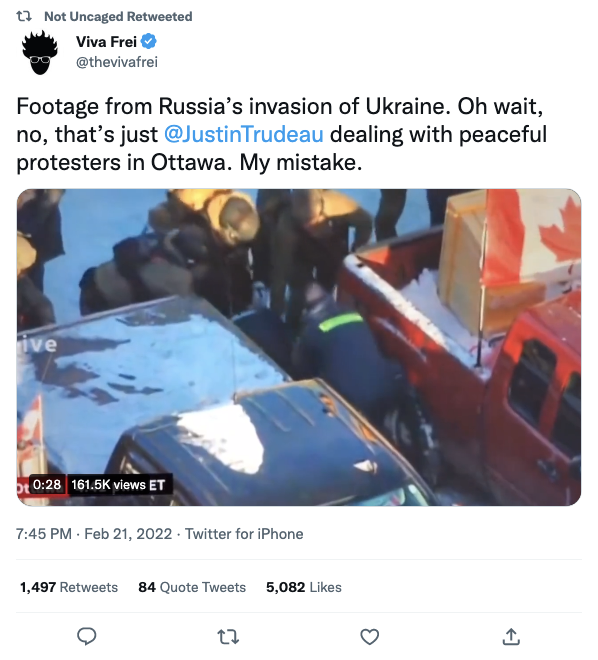 Not Uncaged Retweeted
Viva Frei
@thevivafrei
Footage from Russia’s invasion of Ukraine. Oh wait,
no, that’s just @JustinTrudeau dealing with peaceful
protesters in Ottawa. My mistake.
ive
0:28 161.5K views ET
7:45 PM · Feb 21, 2022 · Twitter for iPhone
1,497 Retweets 84 Quote Tweets 5,082 Likes